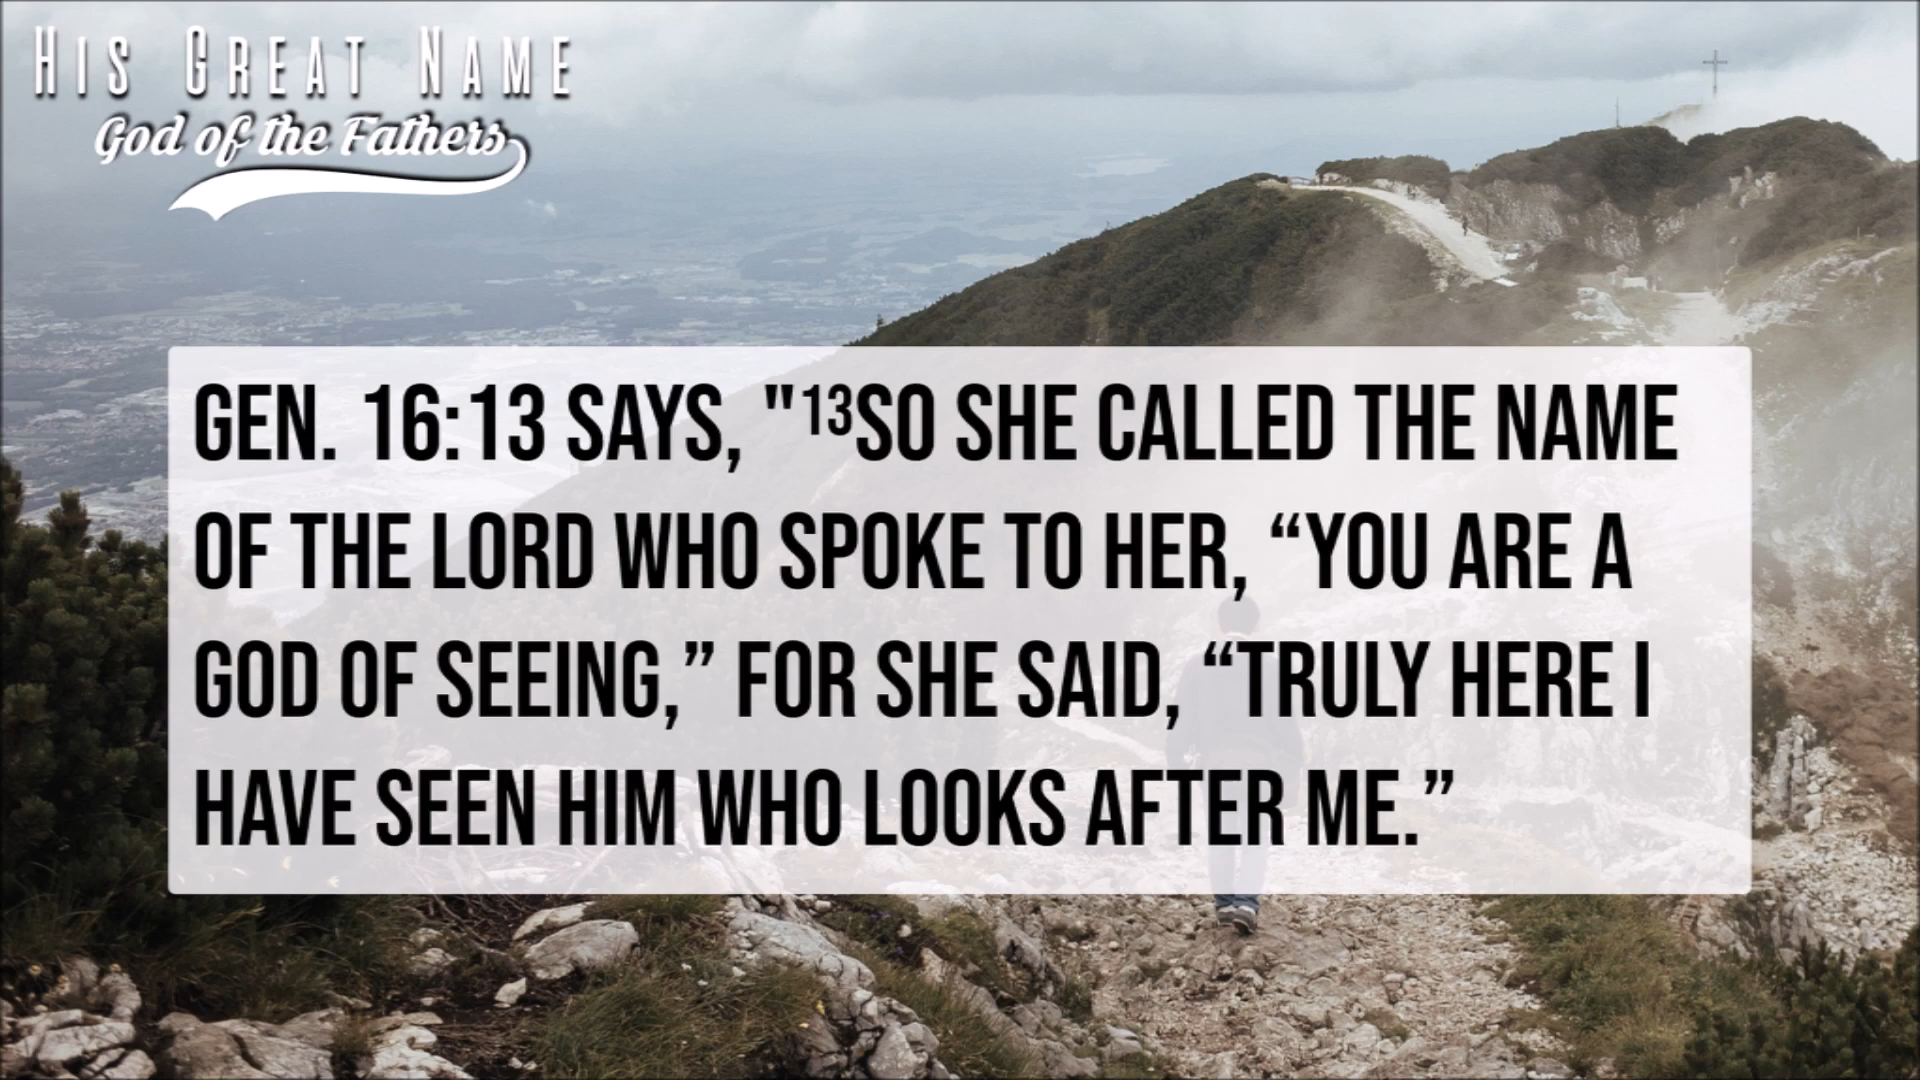 HIS GREAT NAME
God of the Fathers
GEN. 16:13 SAYS, "¹³SO SHE CALLED THE NAME
OF THE LORD WHO SPOKE TO HER, “YOU ARE A
GOD OF SEEING,” FOR SHE SAID, “TRULY HERE I
HAVE SEEN HIM WHO LOOKS AFTER ME.”